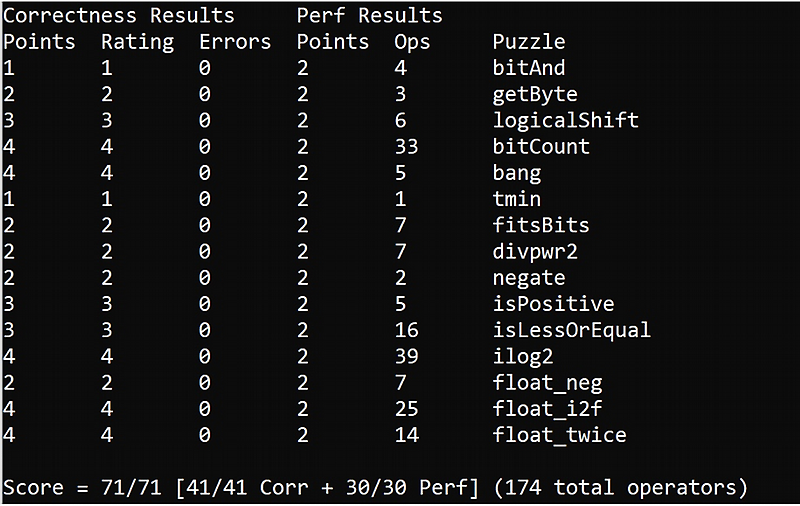 Correctness Results     Perf Results
Points  Rating  Errors  Points  Ops     Puzzle
1       1       0       2       4       bitAnd
2       2       0       2       3       getByte
3       3       0       2       6       logicalShift
4       4       0       2       33      bitCount
4       4       0       2       5       bang
1       1       0       2       1       tmin
2       2       0       2       7       fitsBits
2       2       0       2       7       divpwr2
2       2       0       2       2       negate
3       3       0       2       5       isPositive
3       3       0       2       16      isLessOrEqual
4       4       0       2       39      ilog2
2       2       0       2       7       float_neg
4       4       0       2       25      float_i2f
4       4       0       2       14      float_twice
Score = 71/71 [41/41 Corr + 30/30 Perf] (174 total operators)